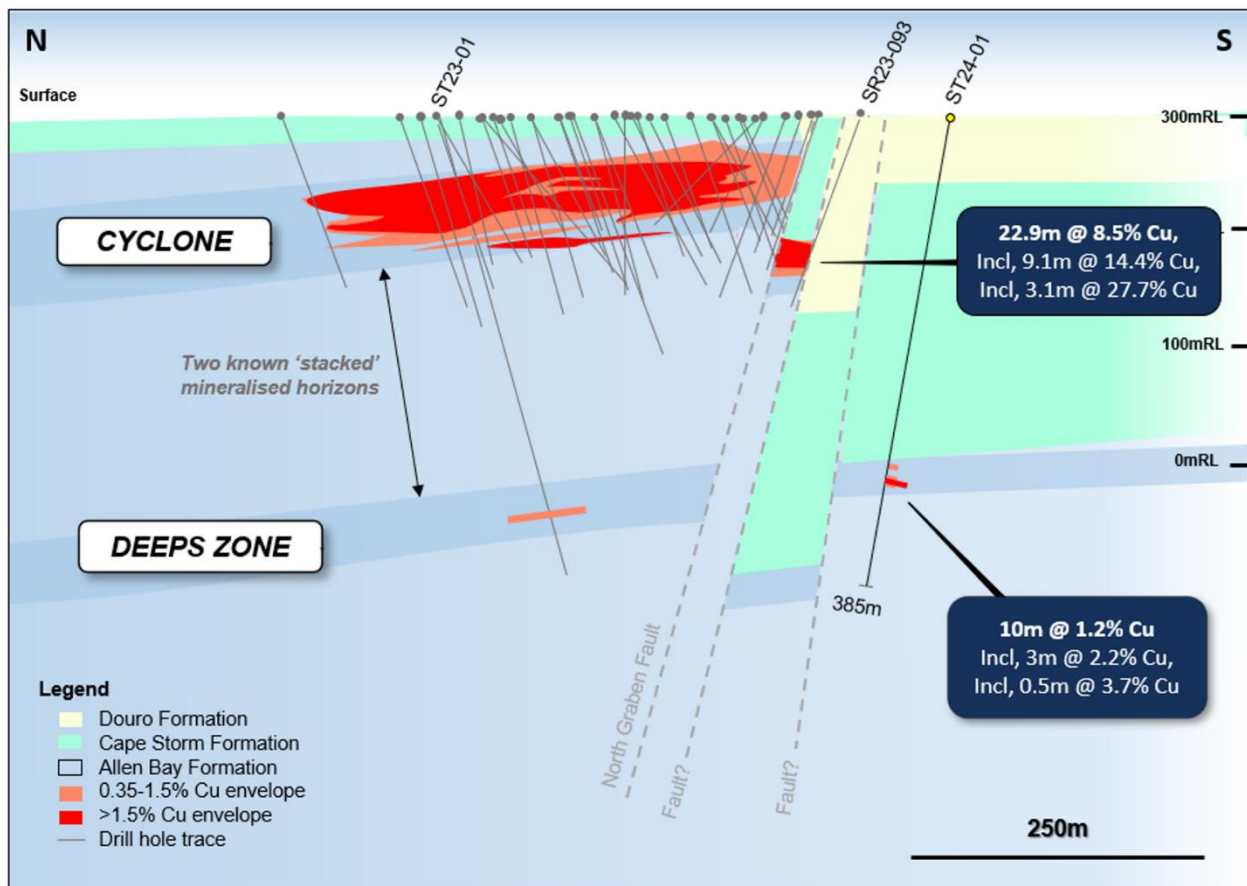 N
S
Surface
ST23-01
SR23-093
ST24-01
300mRL
CYCLONE
22.9m @ 8.5% Cu,
Incl, 9.1m @ 14.4% Cu,
Incl, 3.1m @ 27.7% Cu
100mRL
Two known ‘stacked’
mineralised horizons
0mRL
DEEPS ZONE
385m
10m @ 1.2% Cu
Incl, 3m @ 2.2% Cu,
Incl, 0.5m @ 3.7% Cu
North Graben Fault
Fault?
Fault?
Legend
Douro Formation
Cape Storm Formation
Allen Bay Formation
0.35-1.5% Cu envelope
>1.5% Cu envelope
Drill hole trace
250m